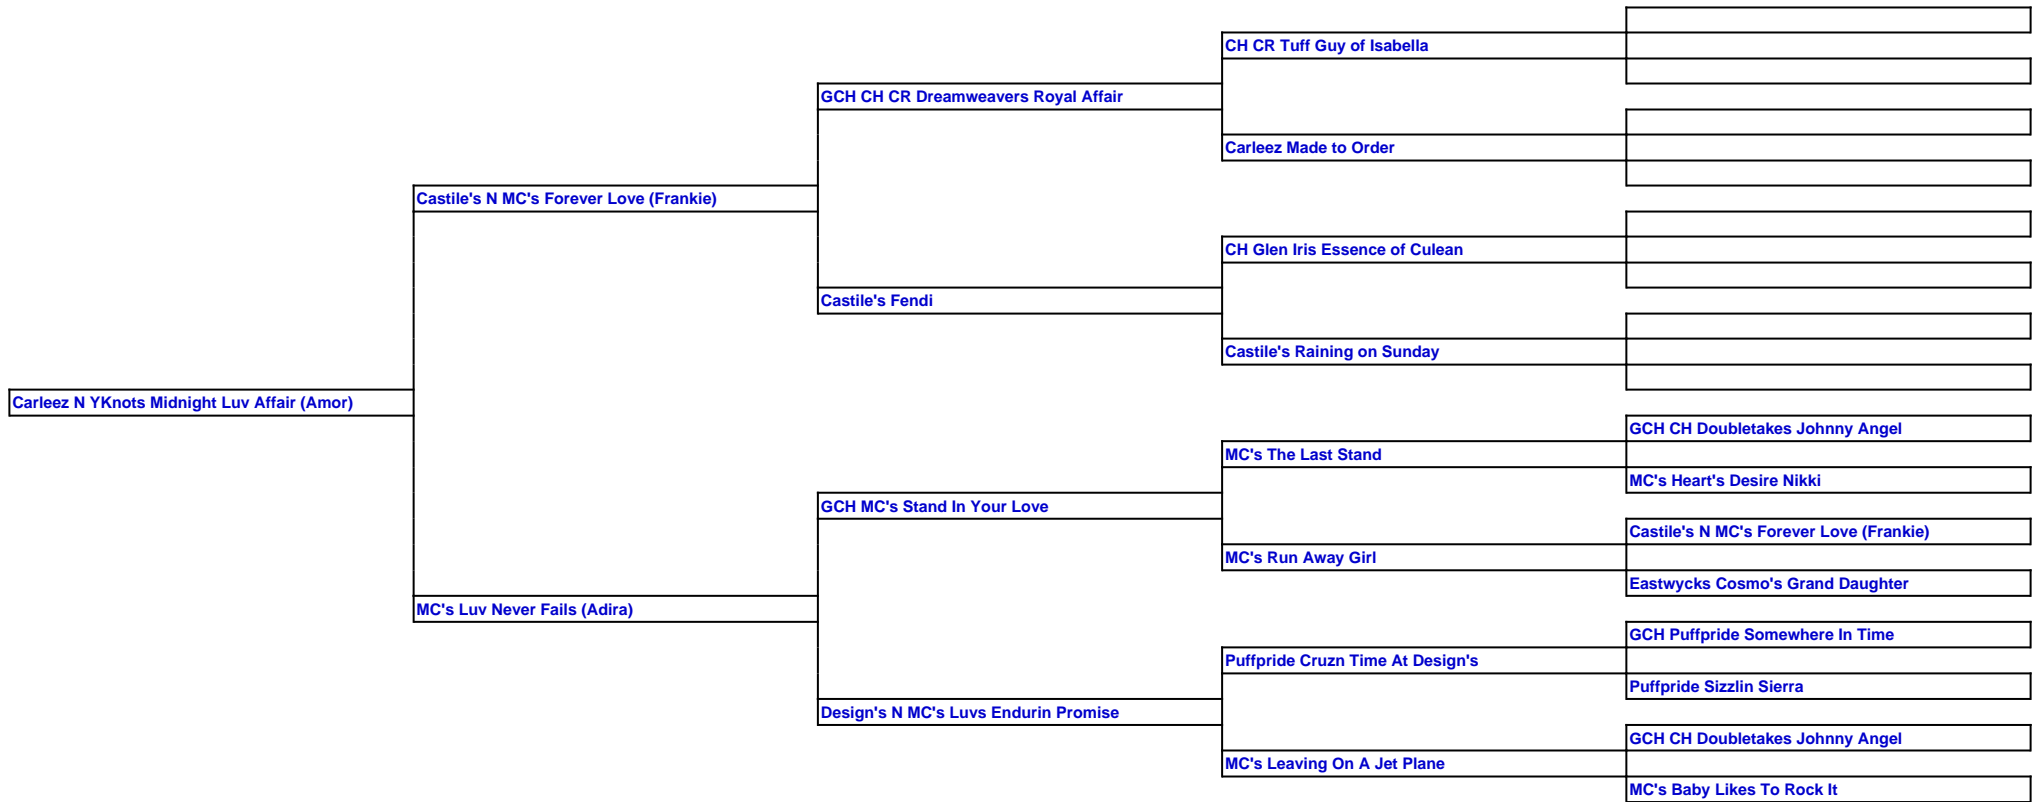 CH CR Tuff Guy of Isabella
GCH CH CR Dreamweavers Royal Affair
Carleez Made to Order
Castile's N MC's Forever Love (Frankie)
CH Glen Iris Essence of Culean
Castile's Fendi
Castile's Raining on Sunday
Carleez N YKnots Midnight Luv Affair (Amor)
GCH CH Doubletakes Johnny Angel
MC's The Last Stand
MC's Heart's Desire Nikki
GCH MC's Stand In Your Love
Castile's N MC's Forever Love (Frankie)
MC's Run Away Girl
Eastwycks Cosmo's Grand Daughter
MC's Luv Never Fails (Adira)
GCH Puffpride Somewhere In Time
Puffpride Cruzn Time At Design's
Puffpride Sizzlin Sierra
Design's N MC's Luvs Endurin Promise
GCH CH Doubletakes Johnny Angel
MC's Leaving On A Jet Plane
MC's Baby Likes To Rock It